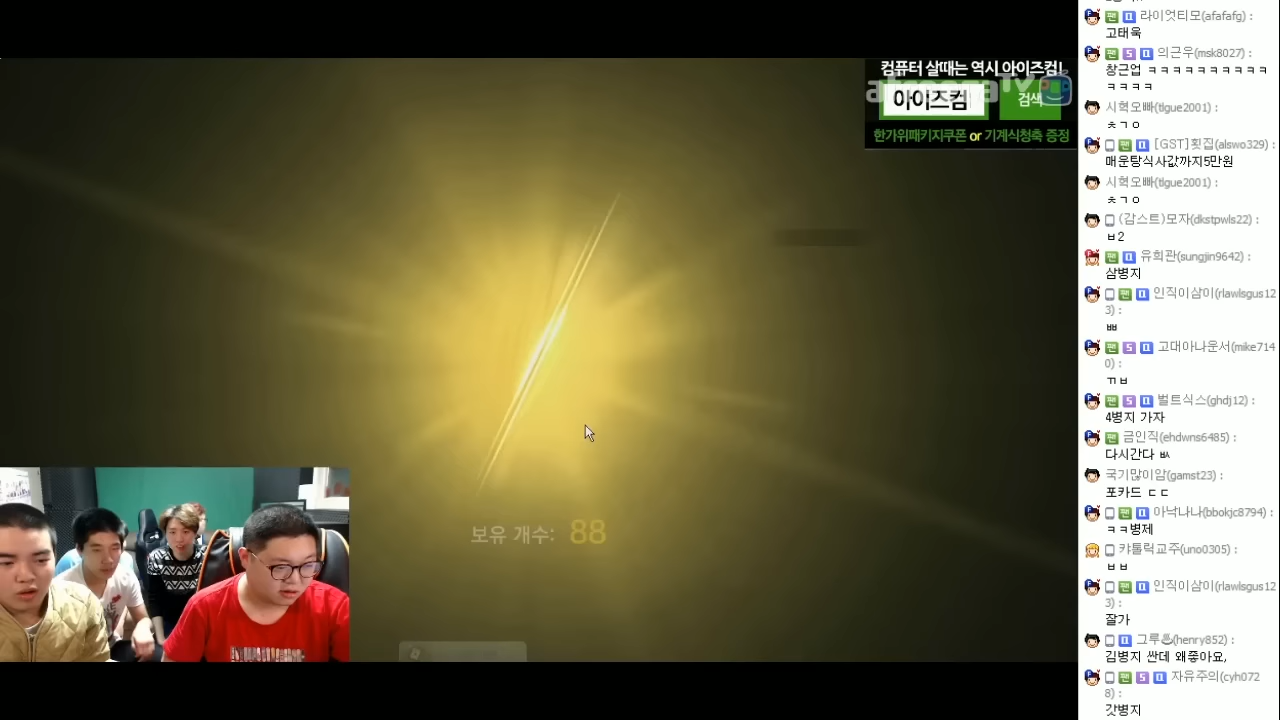 컴퓨터 살때는 역시 아이즈컴!
아이즈컴
검색
한가위패키지쿠폰 or 기계식청축 증정
보유 개수: 88
라이엇티모(afafafg) :
고태욱
의근우(msk8027) :
창근업 ㅋㅋㅋㅋㅋㅋㅋㅋㅋㅋ
ㅋㅋㅋㅋ
시혁오빠(tlgue2001) :
ㅊㄱㅇ
[GST]횟집(alswo329) :
매운탕식사값까지5만원
시혁오빠(tlgue2001) :
ㅊㄱㅇ
(감스트)모자(dkstpwls22) :
ㅂ2
유희관(sungjin9642) :
삼병지
인직이삼이(rlawlsgus12
3) :
ㅃ
고대아나운서(mike714
0) :
ㄲㅂ
벌트식스(ghdj12) :
4병지 가자
금인직(ehdwns6485) :
다시간다 ㅄ
국기많이암(gamst23) :
포카드 ㄷㄷ
아낙나나(bbokjc8794) :
ㅋㅋ병제
캬톨릭교주(uno0305) :
ㅂㅂ
인직이삼이(rlawlsgus12
3) :
잘가
그루♨(henry852) :
김병지 싼데 왜좋아요,
자유주의(cyh072
8) :
갓병지